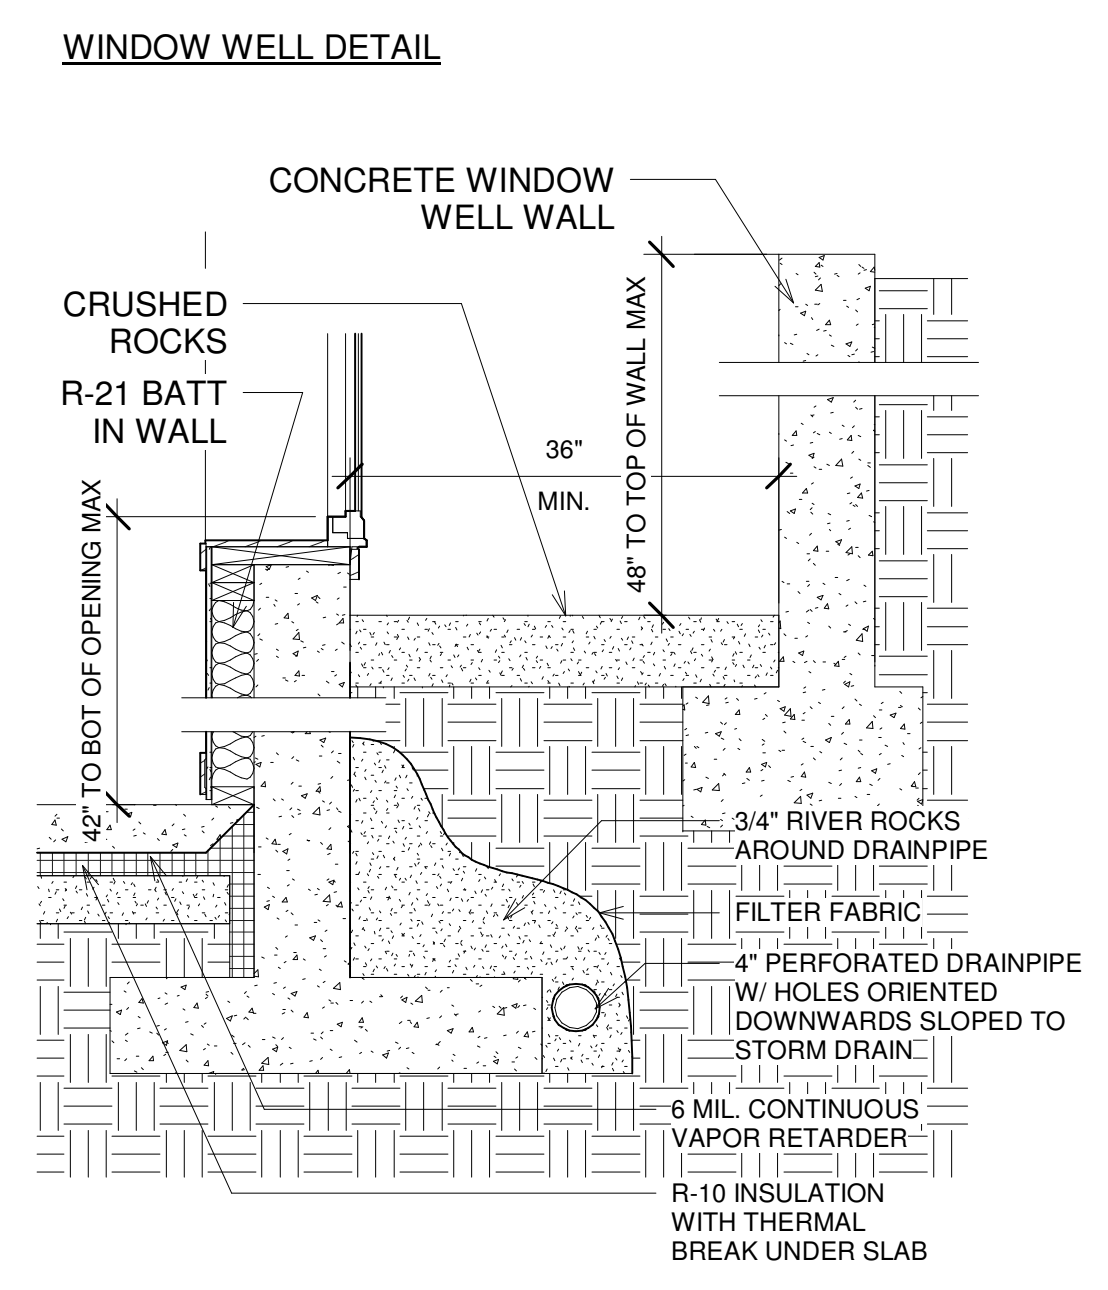 WINDOW WELL DETAIL
CONCRETE WINDOW
WELL WALL
CRUSHED
ROCKS
R-21 BATT
IN WALL
48" TO TOP OF WALL MAX
36"
MIN.
42" TO BOT OF OPENING MAX
3/4" RIVER ROCKS
AROUND DRAINPIPE
FILTER FABRIC
4" PERFORATED DRAINPIPE
W/ HOLES ORIENTED
DOWNWARDS SLOPED TO
STORM DRAIN
6 MIL. CONTINUOUS
VAPOR RETARDER
R-10 INSULATION
WITH THERMAL
BREAK UNDER SLAB